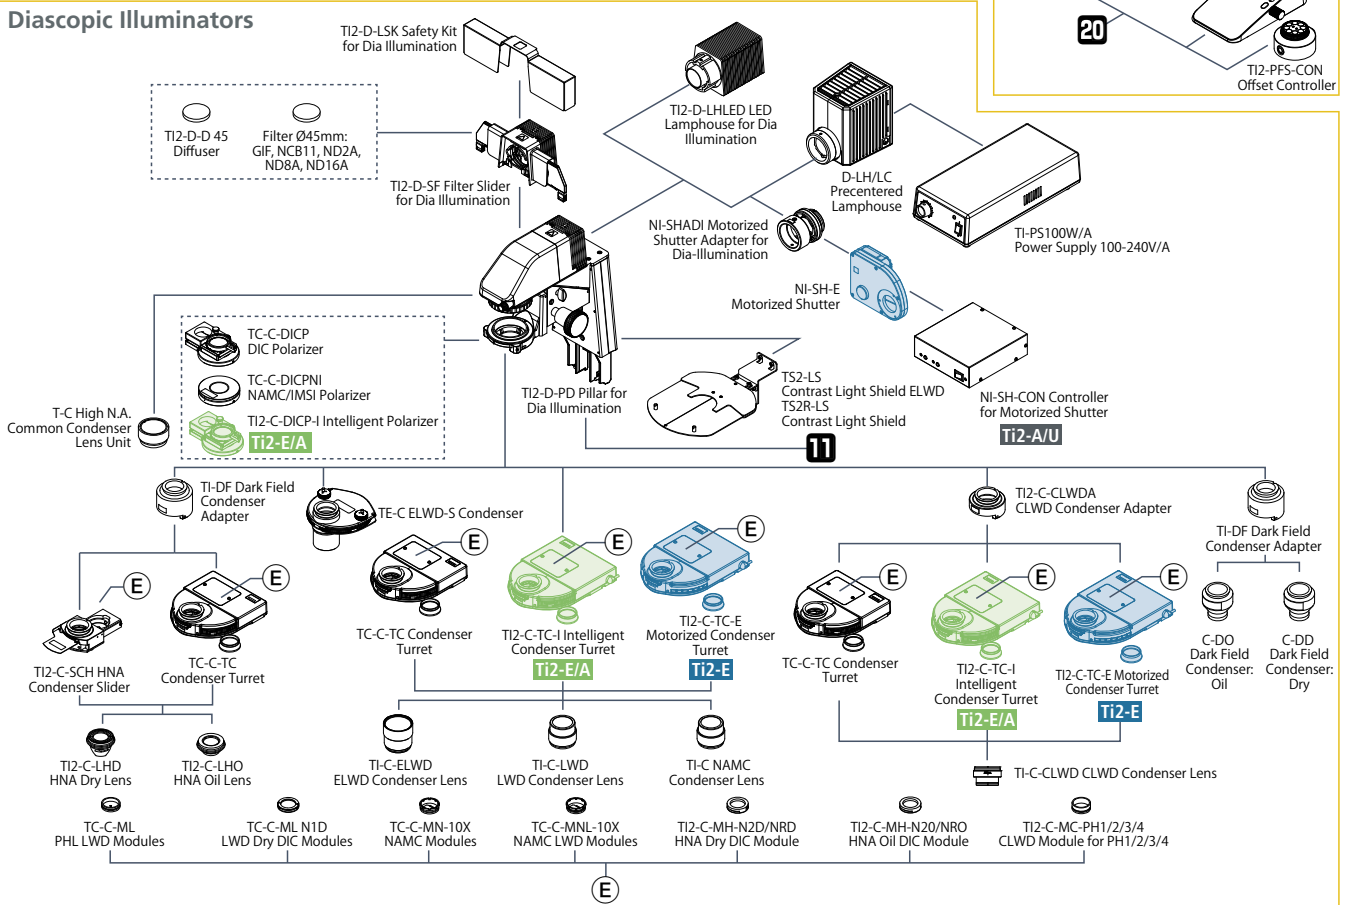 Diascopic Illuminators
TI2-D-LSK Safety Kit
for Dia Illumination
20
TI2-PFS-CON
Offset Controller
TI2-D-D 45
Diffuser
Filter Ø45mm:
GIF, NCB11, ND2A,
ND8A, ND16A
TI2-D-LHLED LED
Lamphouse for Dia
Illumination
D-LH/LC
Precentered
Lamphouse
TI2-D-SF Filter Slider
for Dia Illumination
NI-SHADI Motorized
Shutter Adapter for
Dia-Illumination
TI-PS100W/A
Power Supply 100-240V/A
NI-SH-E
Motorized Shutter
TC-C-DICP
DIC Polarizer
TC-C-DICPNI
NAMC/IMSI Polarizer
TI2-C-DICP-I Intelligent Polarizer
Ti2-E/A
T-C High N.A.
Common Condenser
Lens Unit
TI2-D-PD Pillar for
Dia Illumination
TS2-LS
Contrast Light Shield ELWD
TS2R-LS
Contrast Light Shield
11
NI-SH-CON Controller
for Motorized Shutter
Ti2-A/U
TI-DF Dark Field
Condenser
Adapter
TE-C ELWD-S Condenser
TI2-C-CLWDA
CLWD Condenser Adapter
TI-DF Dark Field
Condenser Adapter
E
E
E
E
E
E
E
E
TI2-C-SCH HNA
Condenser Slider
TC-C-TC
Condenser Turret
TC-C-TC Condenser
Turret
TI2-C-TC-I Intelligent
Condenser Turret
Ti2-E/A
TI2-C-TC-E
Motorized Condenser
Turret
Ti2-E
TC-C-TC Condenser
Turret
TI2-C-TC-I
Intelligent
Condenser Turret
Ti2-E/A
TI2-C-TC-E Motorized
Condenser Turret
Ti2-E
C-DO
Dark Field
Condenser:
Oil
C-DD
Dark Field
Condenser:
Dry
TI2-C-LHD
HNA Dry Lens
TI2-C-LHO
HNA Oil Lens
TI-C-ELWD
ELWD Condenser Lens
TI-C-LWD
LWD Condenser Lens
TI-C NAMC
Condenser Lens
TI-C-CLWD CLWD Condenser Lens
TC-C-ML
PHL LWD Modules
TC-C-ML N1D
LWD Dry DIC Modules
TC-C-MN-10X
NAMC Modules
TC-C-MNL-10X
NAMC LWD Modules
TI2-C-MH-N2D/NRD
HNA Dry DIC Module
TI2-C-MH-N20/NRO
HNA Oil DIC Module
TI2-C-MC-PH1/2/3/4
CLWD Module for PH1/2/3/4
E